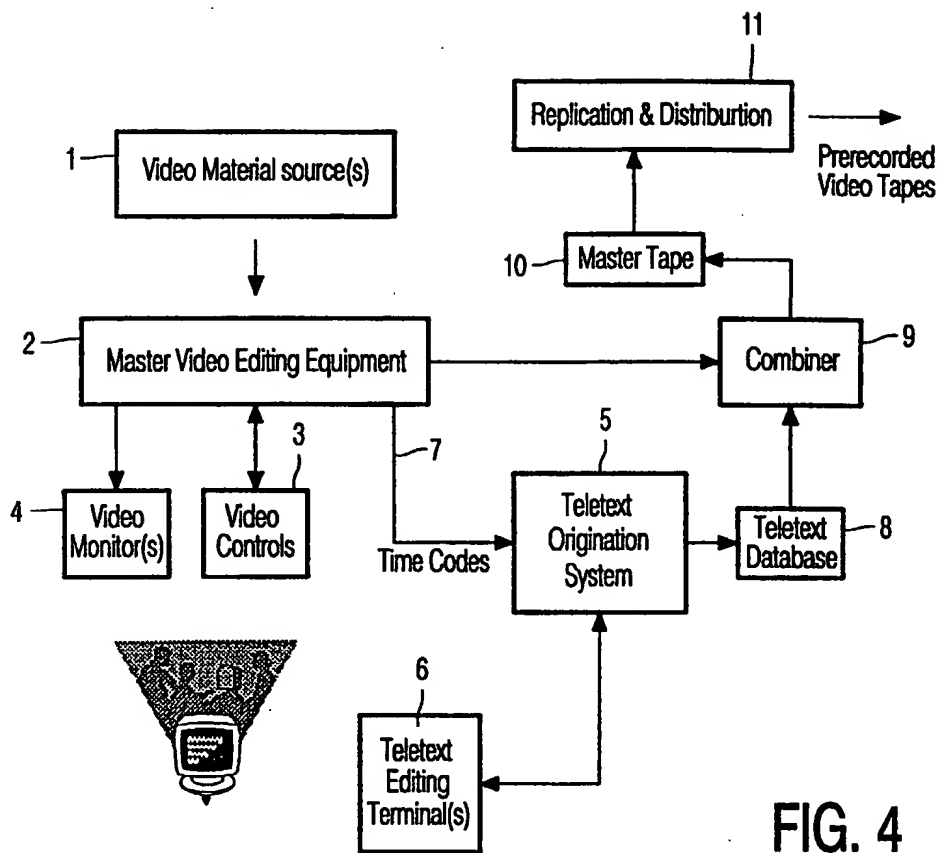 11
Replication & Distriburtion
Prerecorded
Video Tapes
1
Video Material source(s)
10
Master Tape
2
Master Video Editing Equipment
Combiner
9
7
3
4
Video
Monitor(s)
Video
Controls
Time Codes
5
Teletext
Origination
System
Teletext
Database
8
6
Teletext
Editing
Terminal(s)
FIG. 4